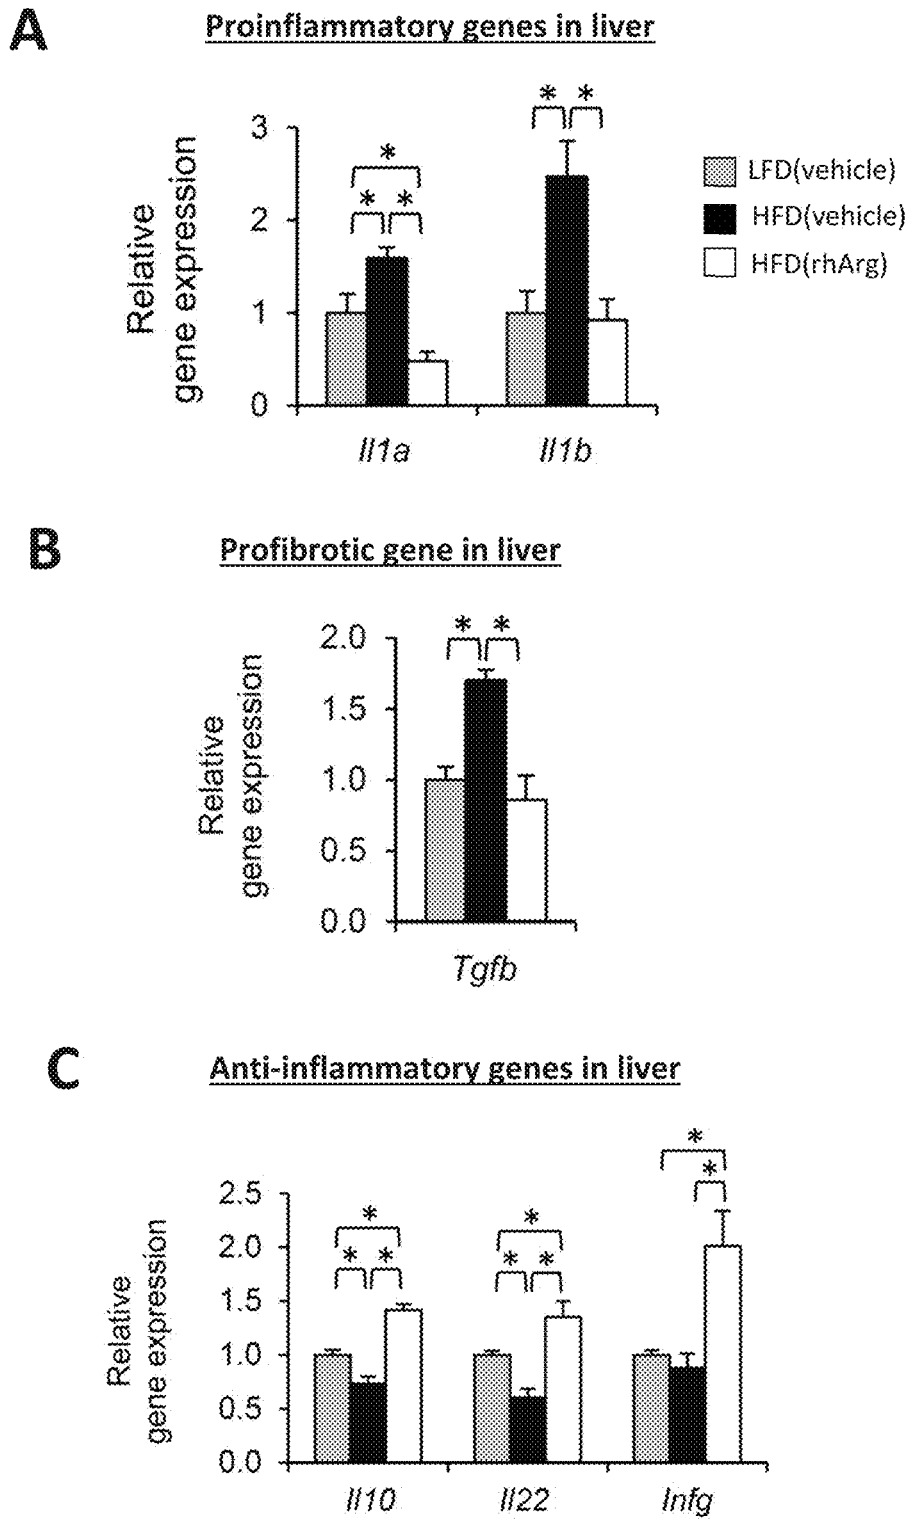 A
Proinflammatory genes in liver
* *
*
* *
3
2
1
0
Relative
gene expression
LFD(vehicle)
HFD(vehicle)
HFD(rhArg)
Il1a Il1b
B
Profibrotic gene in liver
* *
2.0
1.5
1.0
0.5
0.0
Relative
gene expression
Tgfb
C
Anti-inflammatory genes in liver
*
*
* *
* * * *
2.5
2.0
1.5
1.0
0.5
0.0
Relative
gene expression
Il10 Il22 Infg